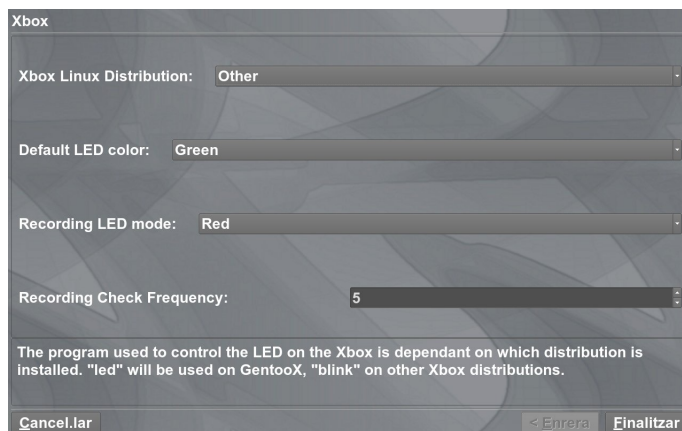 Xbox
Xbox Linux Distribution: Other
Default LED color: Green
Recording LED mode: Red
Recording Check Frequency: 5
The program used to control the LED on the Xbox is dependant on which distribution is
installed. "led" will be used on GentooX, "blink" on other Xbox distributions.
Cancel.lar < Enrera Finalitzar